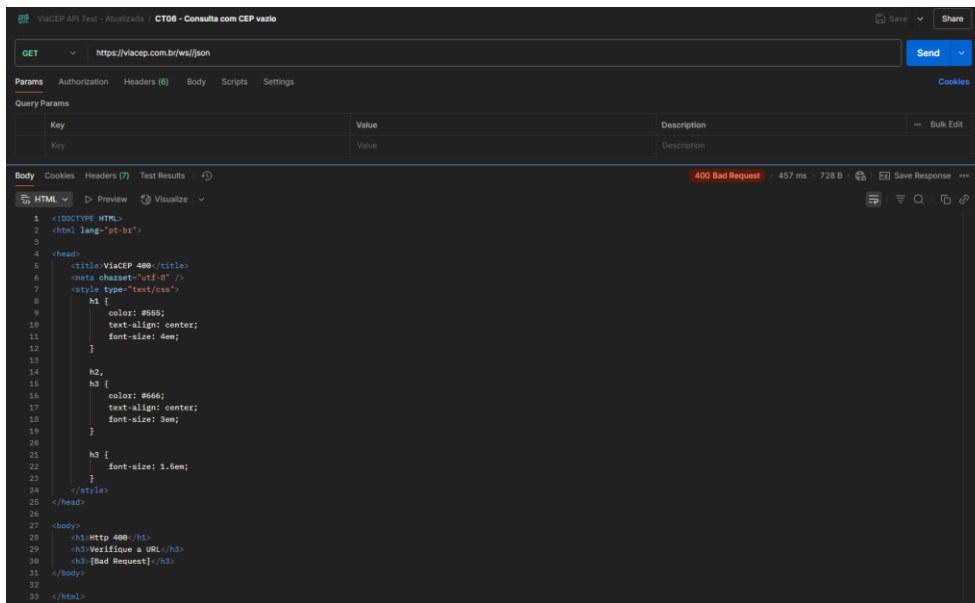 ViaCEP API Test - Atualizada / CT06 - Consulta com CEP vazio
Save
Share
GET
https://viacep.com.br/ws//json
Send
Params Authorization Headers (6) Body Scripts Settings
Cookies
Query Params
Key Value Description
Bulk Edit
Key Value Description
Body Cookies Headers (7) Test Results
400 Bad Request
457 ms
728 B
Save Response
HTML Preview Visualize
1 <!DOCTYPE HTML>
2 <html lang="pt-br">
3
4 <head>
5 <title>ViaCEP 400</title>
6 <meta charset="utf-8" />
7 <style type="text/css">
8 h1 {
9 color: #555;
10 text-align: center;
11 font-size: 4em;
12 }
13
14 h2,
15 h3 {
16 color: #666;
17 text-align: center;
18 font-size: 3em;
19 }
20
21 h3 {
22 font-size: 1.5em;
23 }
24 </style>
25 </head>
26
27 <body>
28 <h1>Http 400</h1>
29 <h3>Verifique a URL</h3>
30 <h3>{Bad Request}</h3>
31 </body>
32
33 </html>